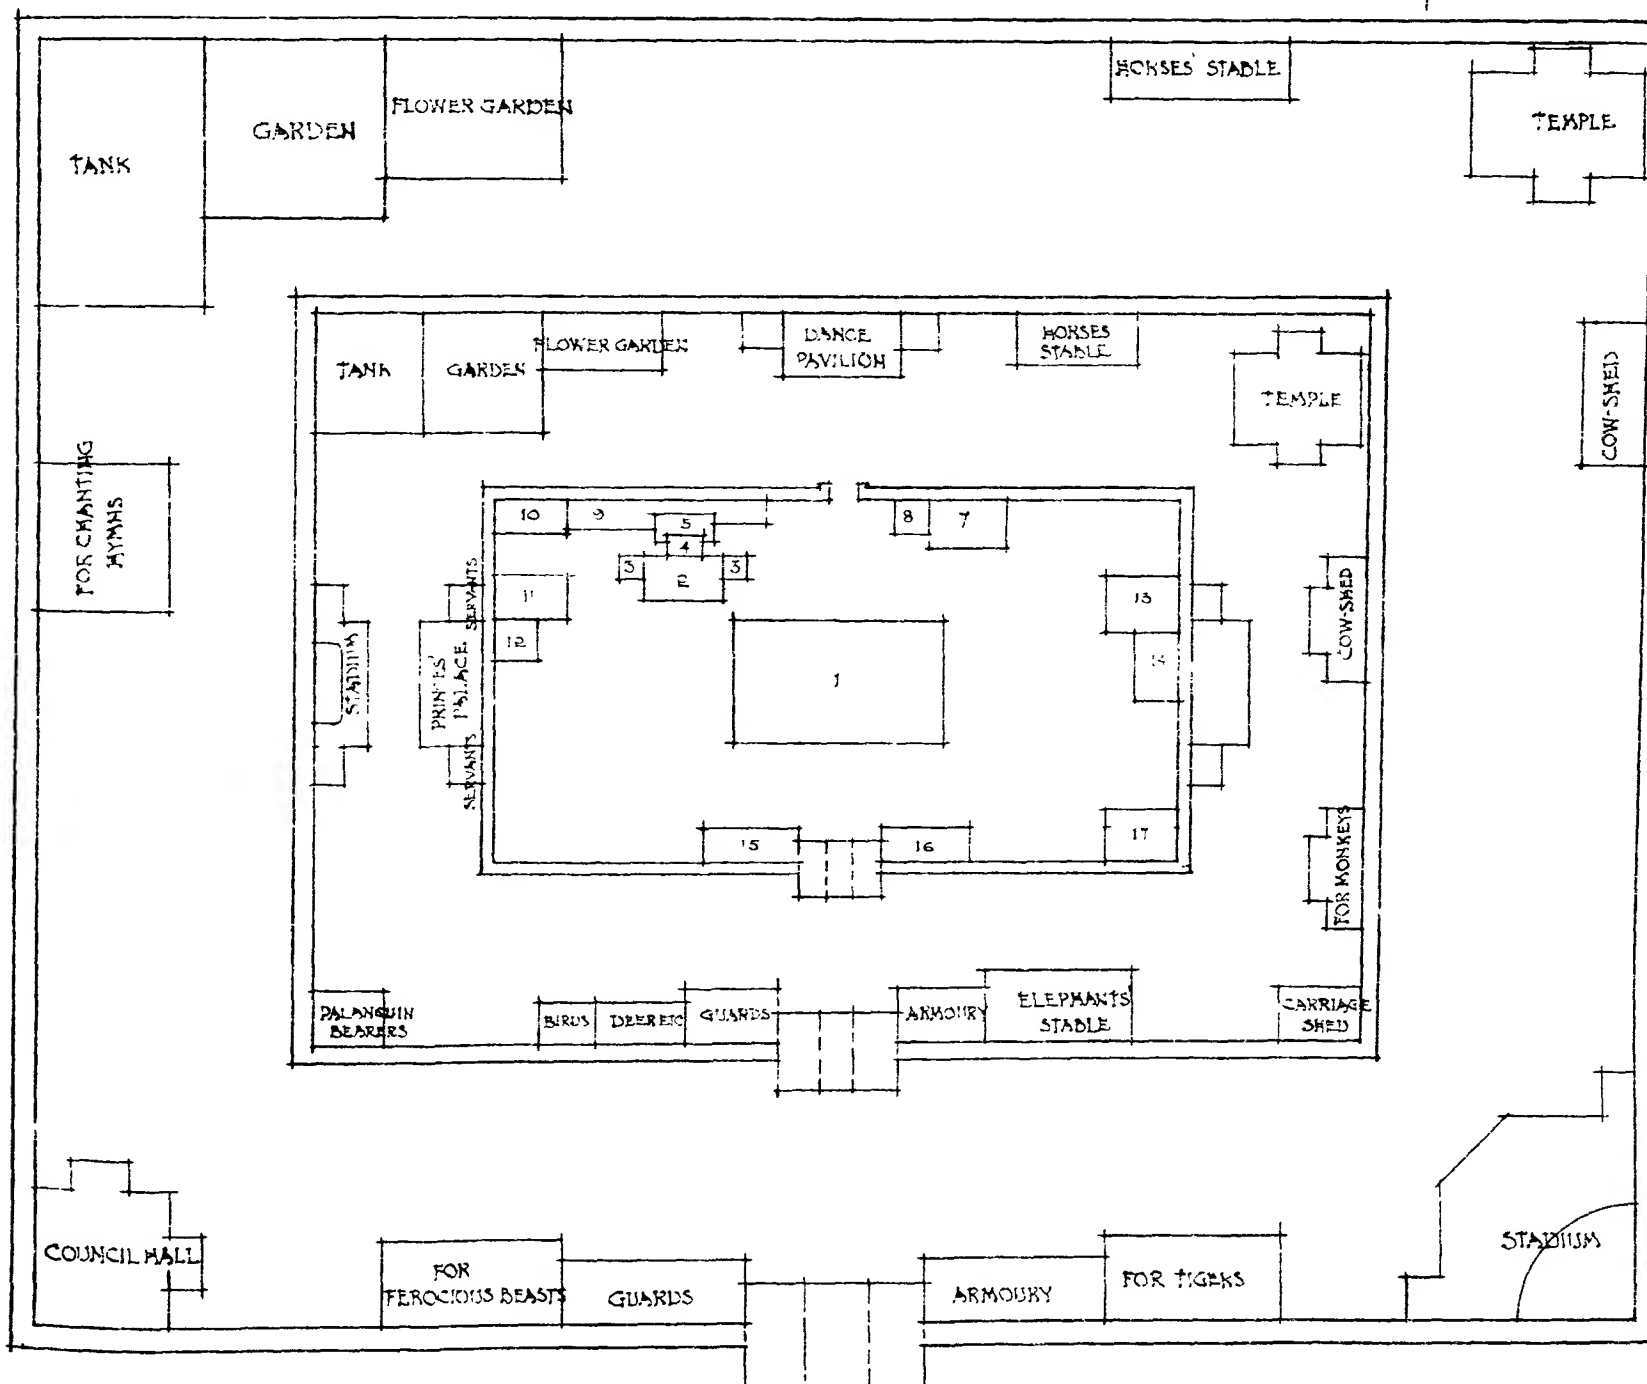 HORSES' STABLE
FLOWER GARDEN
TEMPLE
GARDEN
TANK
DANCE
PAVILION
HORSES
STABLE
FLOWER GARDEN
TANK
GARDEN
TEMPLE
COW-SHED
FOR CHANTING
HYMNS
10
9
5
8
7
4
3
2
3
11
13
12
14
1
SERVANTS
PRINCES'
PALACE
SERVANTS
STADIUM
COW-SHED
FOR MONKEYS
15
16
17
PALANQUIN
BEARERS
BIRDS
DEER ETC
GUARDS
ARMOURY
ELEPHANTS'
STABLE
CARRIAGE
SHED
COUNCIL HALL
FOR
FEROCIOUS BEASTS
GUARDS
ARMOURY
FOR TIGERS
STADIUM